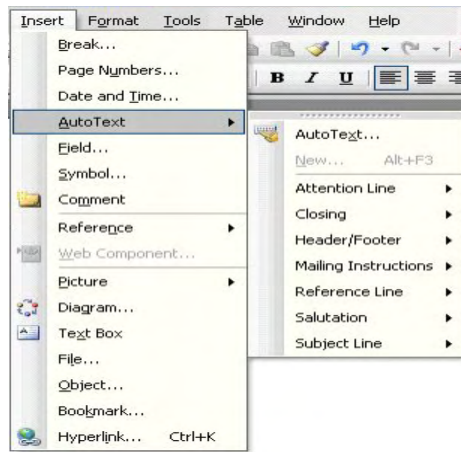 Insert Format Tools Table Window Help
B I U
Break...
Page Numbers...
Date and Time...
AutoText
Field...
Symbol...
Comment
Reference
Web Component...
Picture
Diagram...
Text Box
File...
Object...
Bookmark...
Hyperlink... Ctrl+K
AutoText...
New... Alt+F3
Attention Line
Closing
Header/Footer
Mailing Instructions
Reference Line
Salutation
Subject Line